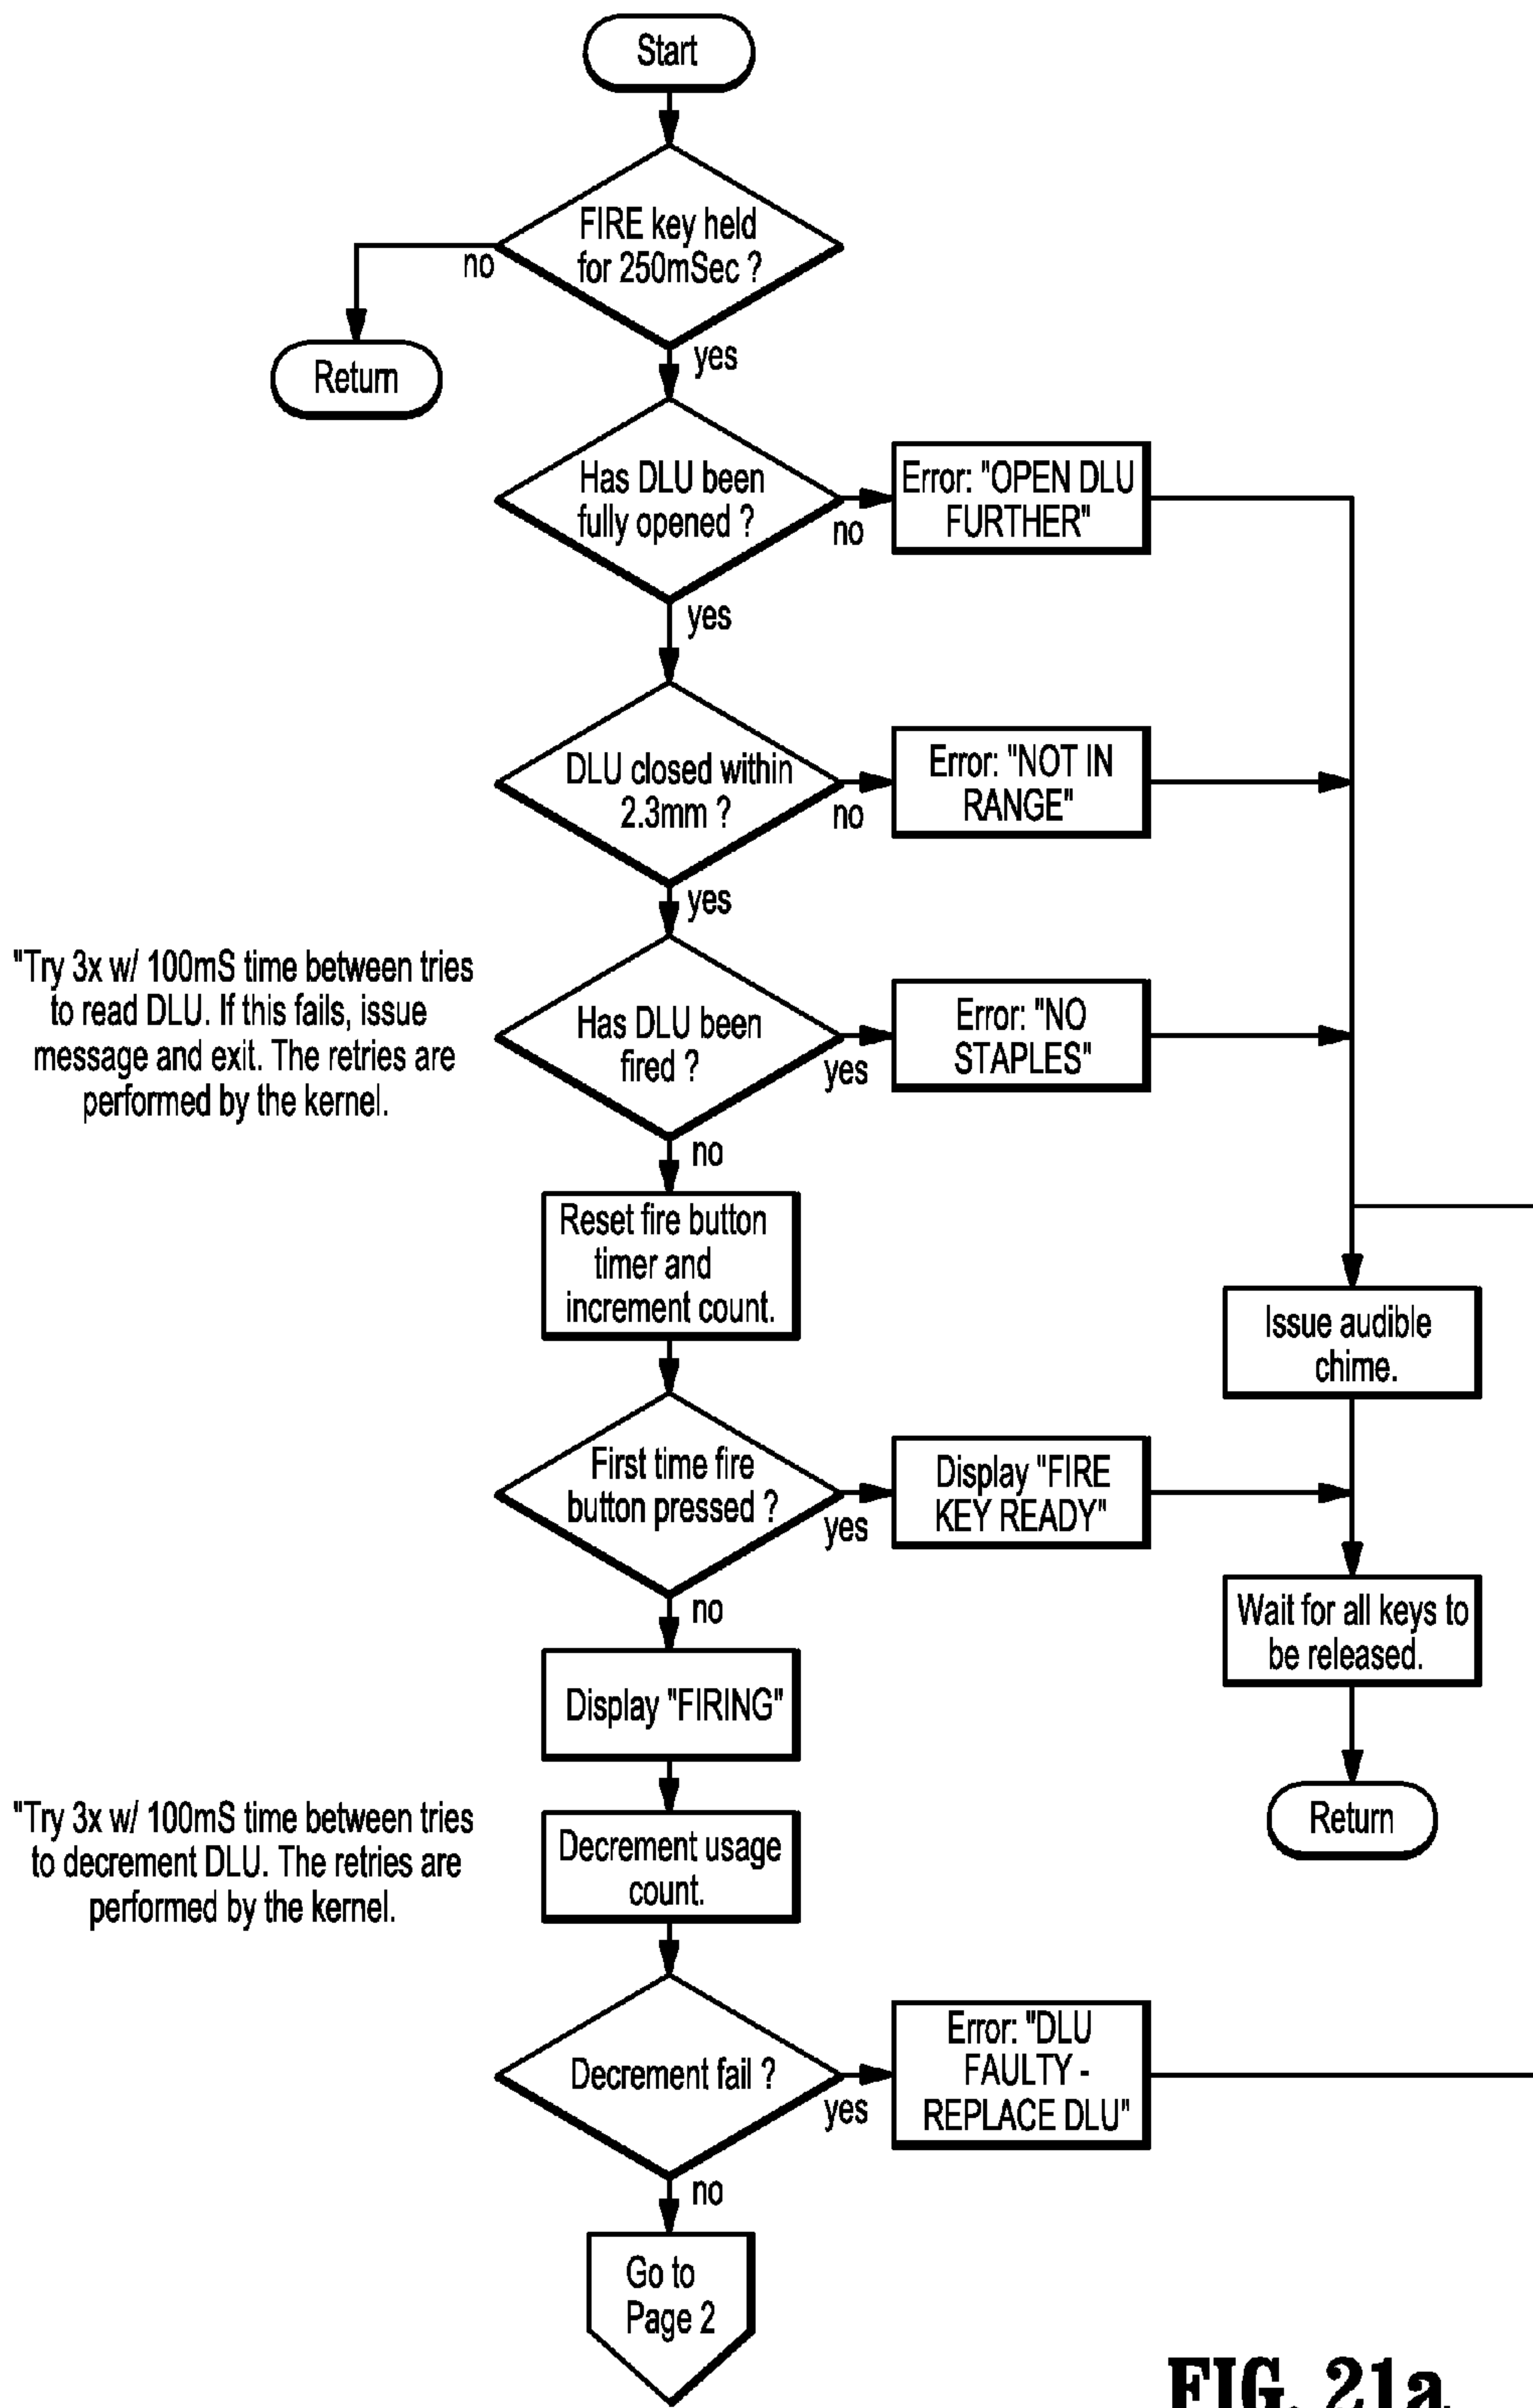 Start
FIRE key held
for 250mSec ?
no
yes
Return
Has DLU been
fully opened ?
no
yes
Error: "OPEN DLU
FURTHER"
DLU closed within
2.3mm ?
no
yes
Error: "NOT IN
RANGE"
"Try 3x w/ 100mS time between tries
to read DLU. If this fails, issue
message and exit. The retries are
performed by the kernel.
Has DLU been
fired ?
yes
no
Error: "NO
STAPLES"
Reset fire button
timer and
increment count.
Issue audible
chime.
First time fire
button pressed ?
yes
no
Display "FIRE
KEY READY"
Wait for all keys to
be released.
Return
Display "FIRING"
"Try 3x w/ 100mS time between tries
to decrement DLU. The retries are
performed by the kernel.
Decrement usage
count.
Decrement fail ?
yes
no
Error: "DLU
FAULTY -
REPLACE DLU"
Go to
Page 2
FIG. 21a